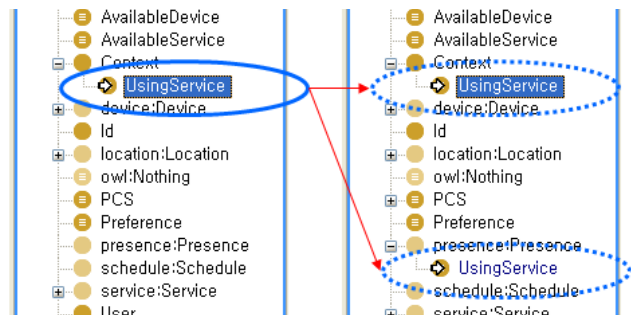 AvailableDevice
AvailableService
Context
UsingService
device:Device
Id
location:Location
owl:Nothing
PCS
Preference
presence:Presence
schedule:Schedule
service:Service
User
AvailableDevice
AvailableService
Context
UsingService
device:Device
Id
location:Location
owl:Nothing
PCS
Preference
presence:Presence
UsingService
schedule:Schedule
service:Service